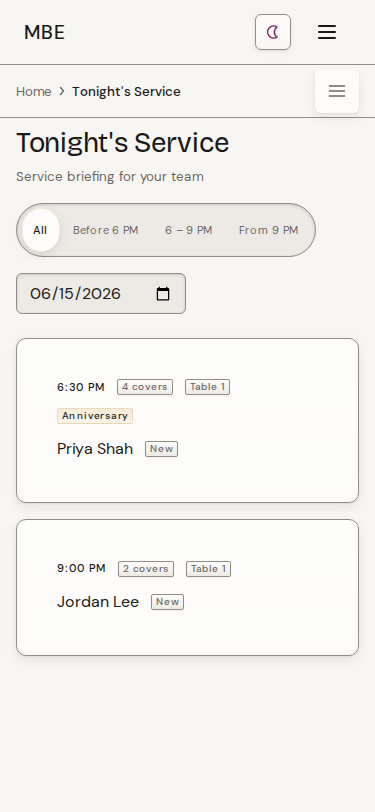 MBE
Home > Tonight's Service
Tonight's Service
Service briefing for your team
All Before 6 PM 6 – 9 PM From 9 PM
06/15/2026
6:30 PM 4 covers Table 1
Anniversary
Priya Shah New
9:00 PM 2 covers Table 1
Jordan Lee New